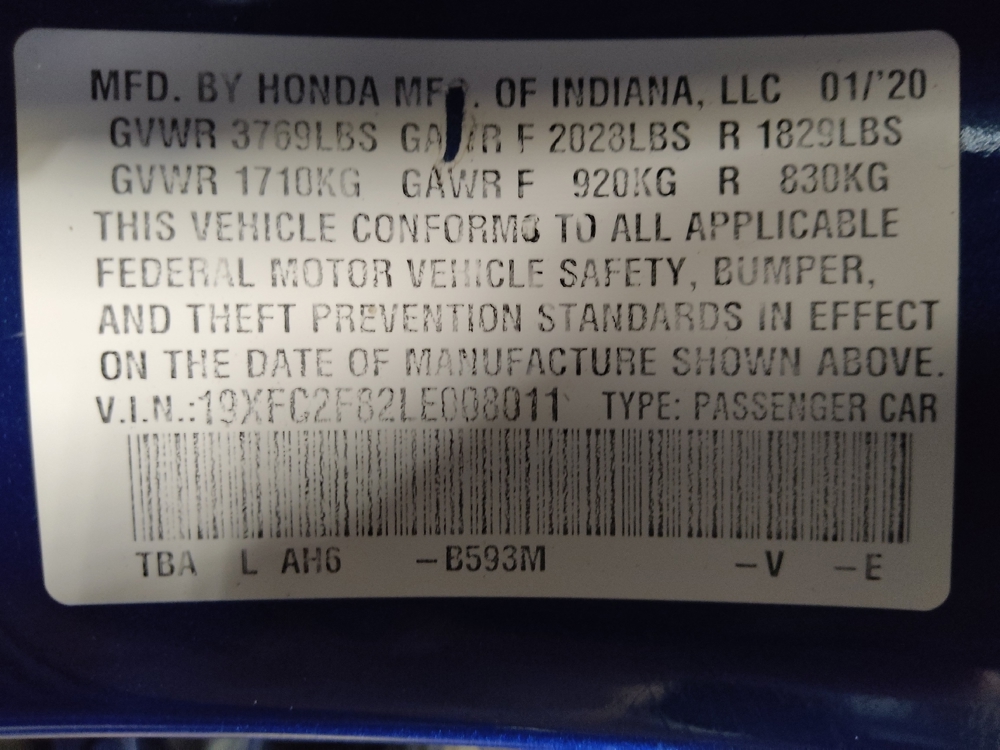 MFD. BY HONDA MFG. OF INDIANA, LLC 01/'20
GVWR 3769LBS GAWR F 2028LBS R 1829LBS
GVWR 1710KG GAWR F 920KG R 830KG
THIS VEHICLE CONFORMS TO ALL APPLICABLE
FEDERAL MOTOR VEHICLE SAFETY, BUMPER,
AND THEFT PREVENTION STANDARDS IN EFFECT
ON THE DATE OF MANUFACTURE SHOWN ABOVE.
V.I.N.:19XFC2F82LE008011 TYPE: PASSENGER CAR
TBA L AH6 –B593M –V –E